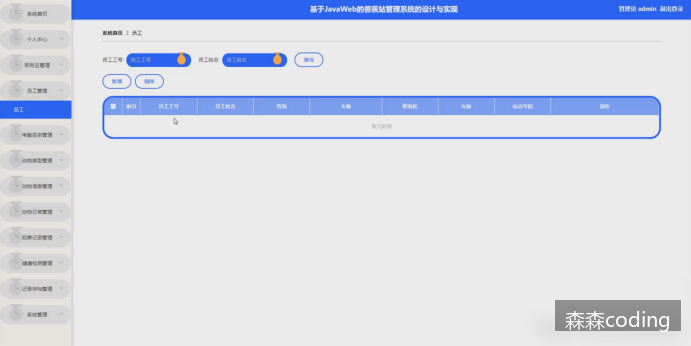 基于JavaWeb的兽医站管理系统的设计与实现
管理员 admin 退出登录
系统首页
个人中心
职务区管理
员工管理
员工
考勤签到管理
动物类型管理
动物信息管理
动物日常管理
检疫记录管理
健康检测管理
记录存档管理
系统管理
系统首页 员工
员工工号 员工工号 员工姓名 员工姓名 查询
新增 删除
索引 员工工号 员工姓名 性别 头像 年龄 电话号码 操作
暂无数据
森森coding